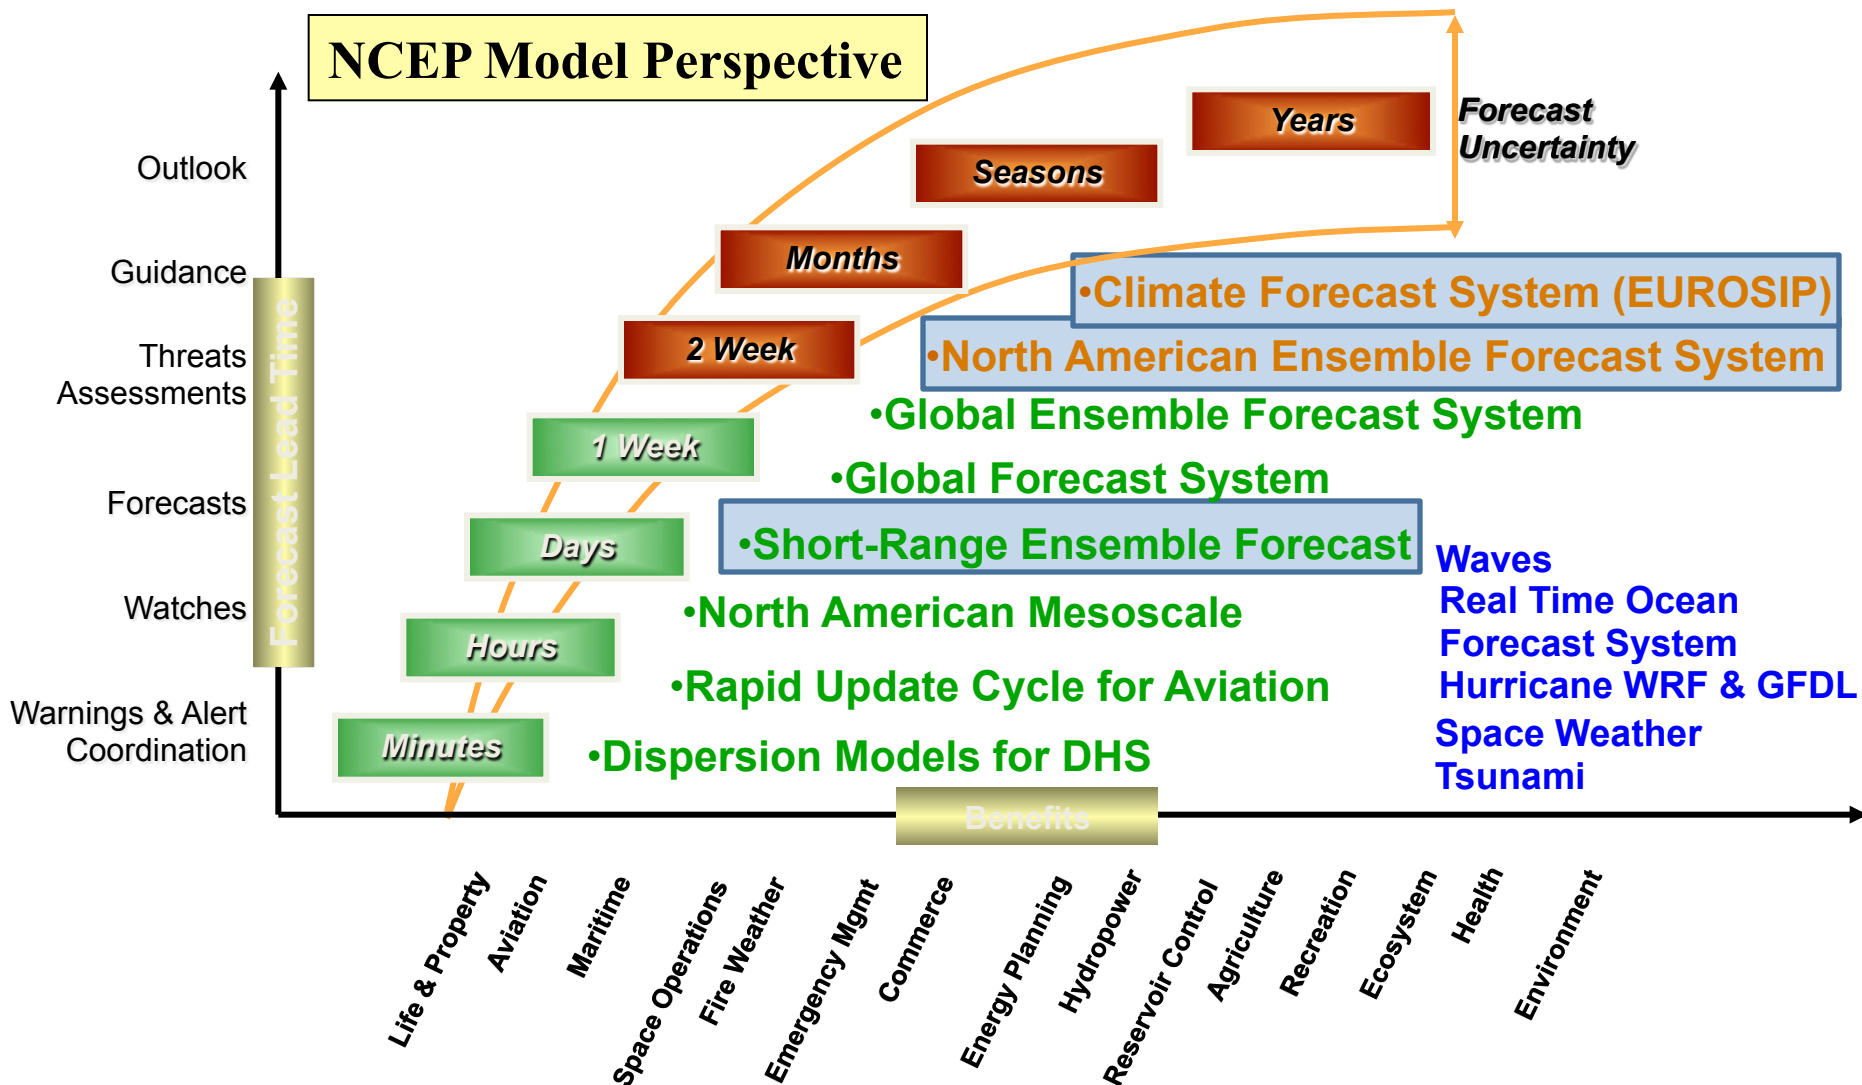 NCEP Model Perspective
Years
Forecast
Uncertainty
Outlook
Seasons
Months
Guidance
•Climate Forecast System (EUROSIP)
Threats
Assessments
2 Week
•North American Ensemble Forecast System
Forecast Lead Time
1 Week
•Global Ensemble Forecast System
•Global Forecast System
Forecasts
Days
•Short-Range Ensemble Forecast
Watches
Hours
•North American Mesoscale
•Rapid Update Cycle for Aviation
Warnings & Alert
Coordination
Minutes
•Dispersion Models for DHS
Waves
Real Time Ocean
Forecast System
Hurricane WRF & GFDL
Space Weather
Tsunami
Benefits
Life & Property
Aviation
Maritime
Space Operations
Fire Weather
Emergency Mgmt
Commerce
Energy Planning
Hydropower
Reservoir Control
Agriculture
Recreation
Ecosystem
Health
Environment